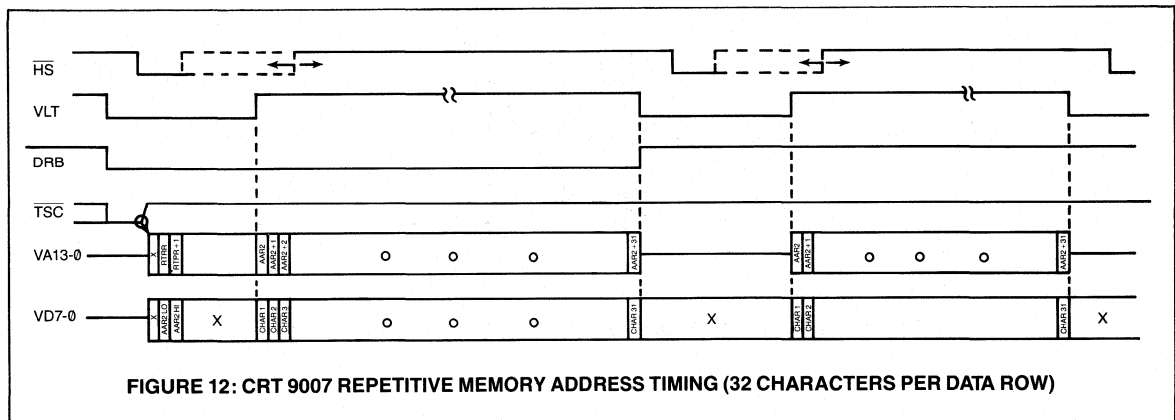 HS
VLT
DRB
TSC
VA13-0
X
RTRR
RTPR + 1
AAR2
AAR2 + 1
AAR2 + 2
AAR2 + 31
AAR2
AAR2 + 1
AAR2 + 31
VD7-0
X
AAR2 LO
AAR2 HI
X
CHAR 1
CHAR 2
CHAR 3
CHAR 31
X
CHAR 1
CHAR 2
CHAR 31
X
FIGURE 12: CRT 9007 REPETITIVE MEMORY ADDRESS TIMING (32 CHARACTERS PER DATA ROW)